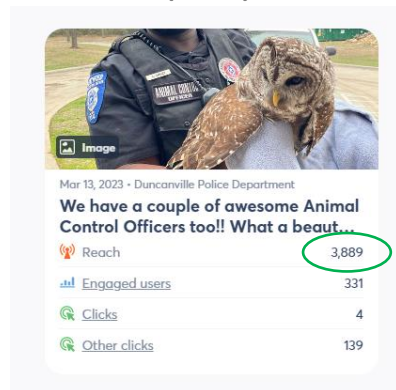 ANIMAL CONTROL
OFFICER
Image
Mar 13, 2023 • Duncanville Police Department
We have a couple of awesome Animal
Control Officers too!! What a beaut...
Reach 3,889
Engaged users 331
Clicks 4
Other clicks 139